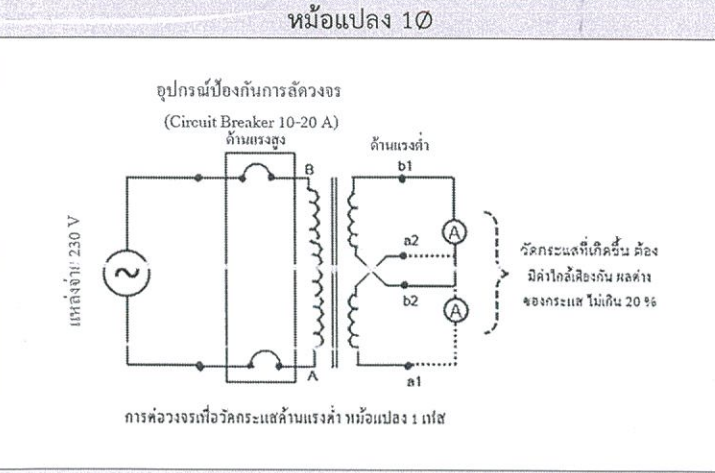 หม้อแปลง 1Ø
อุปกรณ์ป้องกันการลัดวงจร
(Circuit Breaker 10-20 A)
ด้านแรงสูง
ด้านแรงต่ำ
B
b1
A
a2
แหล่งจ่าย 230 V
วัดกระแสที่เกิดขึ้น ต้อง
มีค่าใกล้เคียงกัน ผลต่าง
ของกระแส ไม่เกิน 20 %
b2
A
A
a1
การต่อวงจรเพื่อวัดกระแสด้านแรงต่ำ หม้อแปลง 1 เฟส